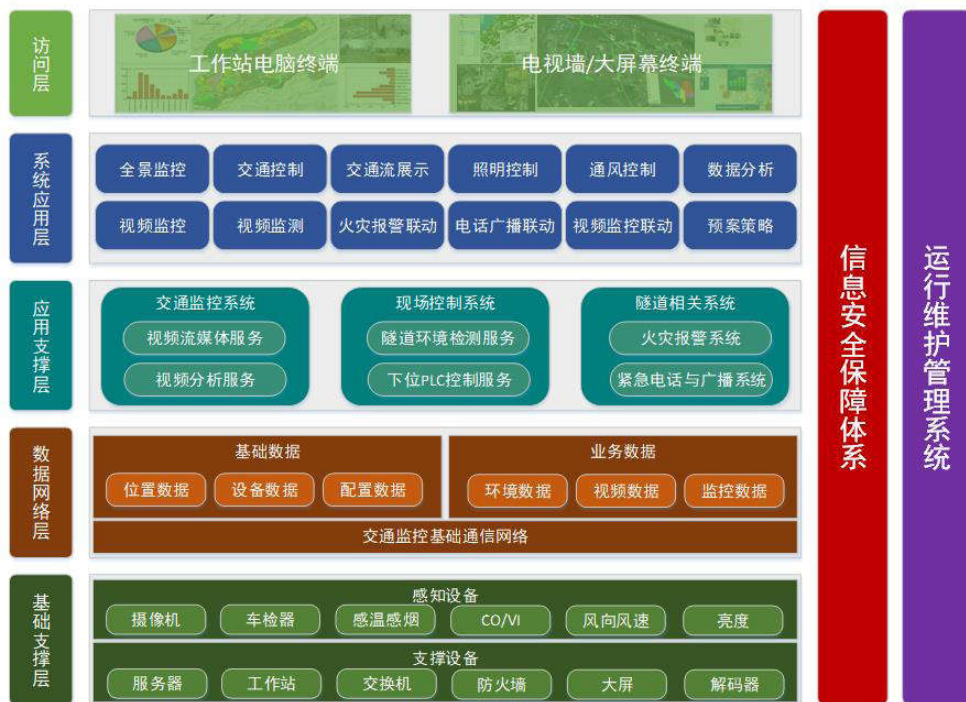 访问层
工作站电脑终端
电视墙/大屏幕终端
系统应用层
全景监控
交通控制
交通流展示
照明控制
通风控制
数据分析
视频监控
视频监测
火灾报警联动
电话广播联动
视频监控联动
预案策略
应用支撑层
交通监控系统
视频流媒体服务
视频分析服务
现场控制系统
隧道环境检测服务
下位PLC控制服务
隧道相关系统
火灾报警系统
紧急电话与广播系统
数据网络层
基础数据
位置数据
设备数据
配置数据
业务数据
环境数据
视频数据
监控数据
交通监控基础通信网络
基础支撑层
感知设备
摄像机
车检器
感温感烟
CO/VI
风向风速
亮度
支撑设备
服务器
工作站
交换机
防火墙
大屏
解码器
信息安全保障体系
运行维护管理系统